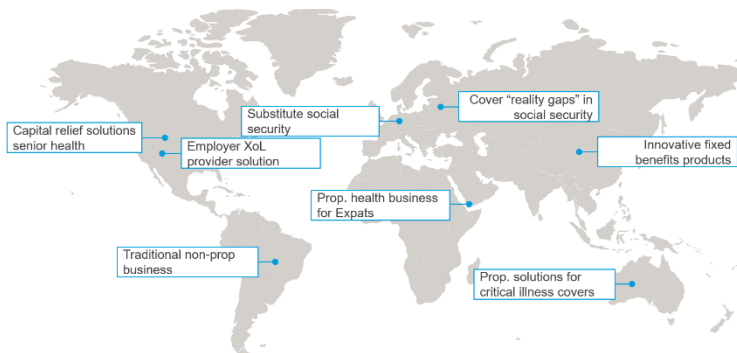 Cover “reality gaps” in
social security
Substitute social
security
Capital relief solutions
senior health
Employer XoL
provider solution
Innovative fixed
benefits products
Prop. health business
for Expats
Traditional non-prop
business
Prop. solutions for
critical illness covers